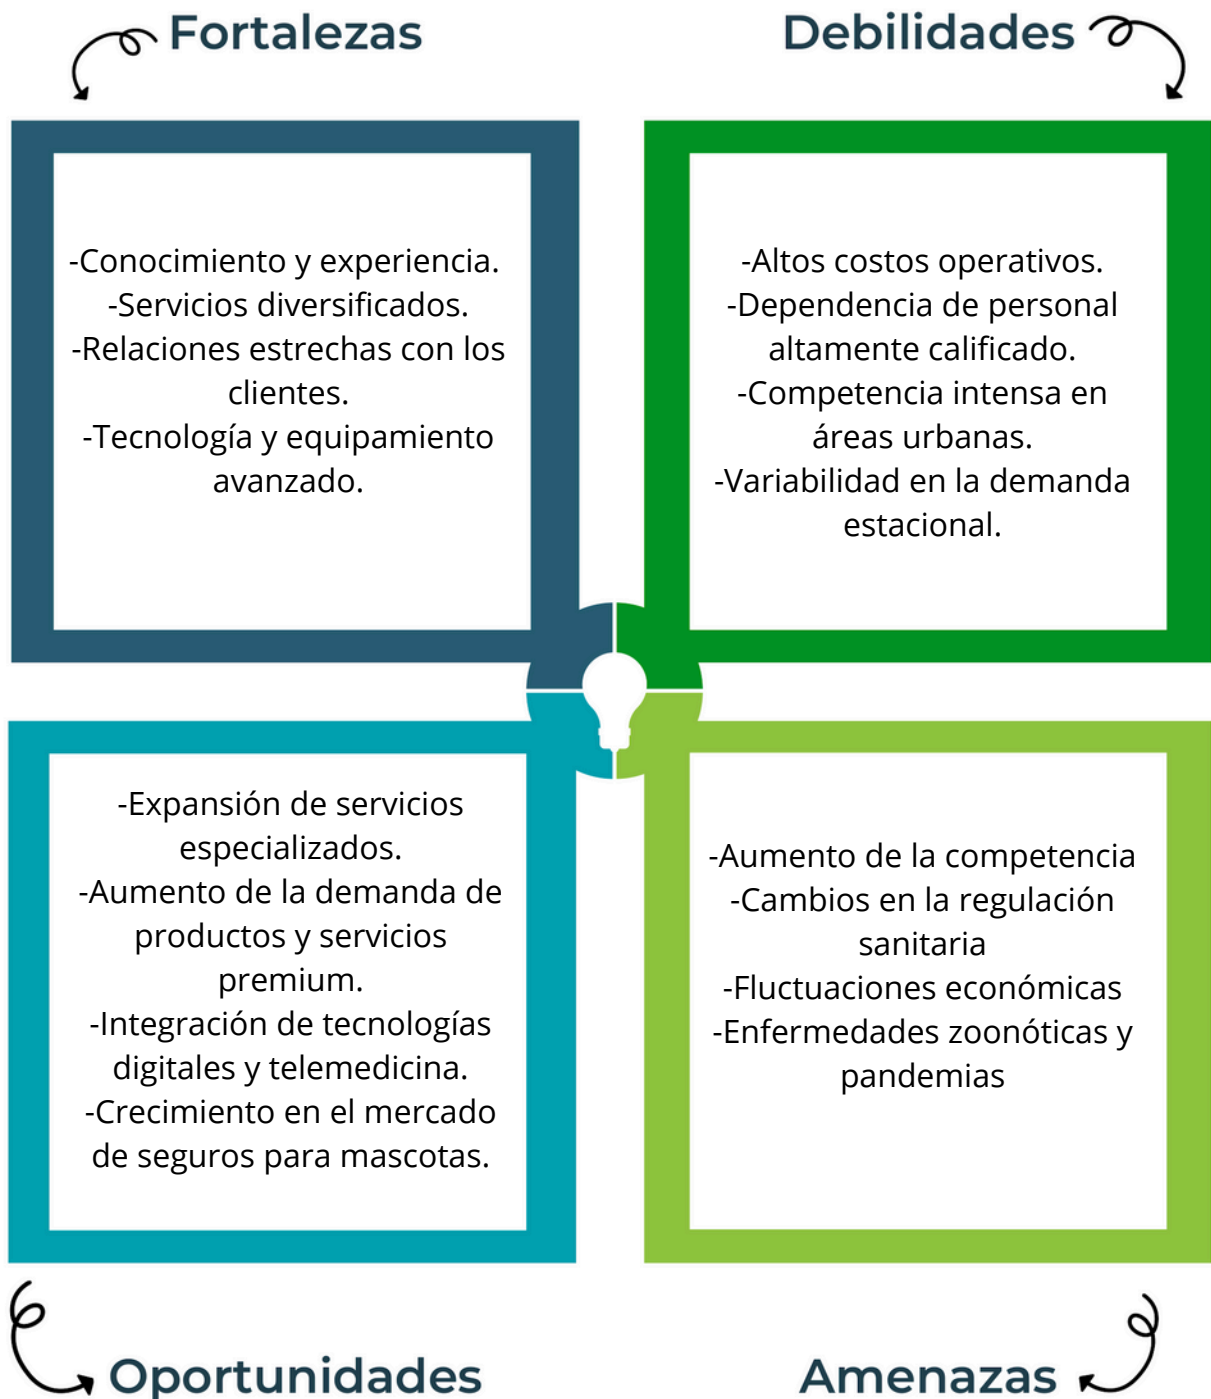 Fortalezas
-Conocimiento y experiencia.
-Servicios diversificados.
-Relaciones estrechas con los
clientes.
-Tecnología y equipamiento
avanzado.
Debilidades
-Altos costos operativos.
-Dependencia de personal
altamente calificado.
-Competencia intensa en
áreas urbanas.
-Variabilidad en la demanda
estacional.
-Expansión de servicios
especializados.
-Aumento de la demanda de
productos y servicios
premium.
-Integración de tecnologías
digitales y telemedicina.
-Crecimiento en el mercado
de seguros para mascotas.
Oportunidades
-Aumento de la competencia
-Cambios en la regulación
sanitaria
-Fluctuaciones económicas
-Enfermedades zoonóticas y
pandemias
Amenazas